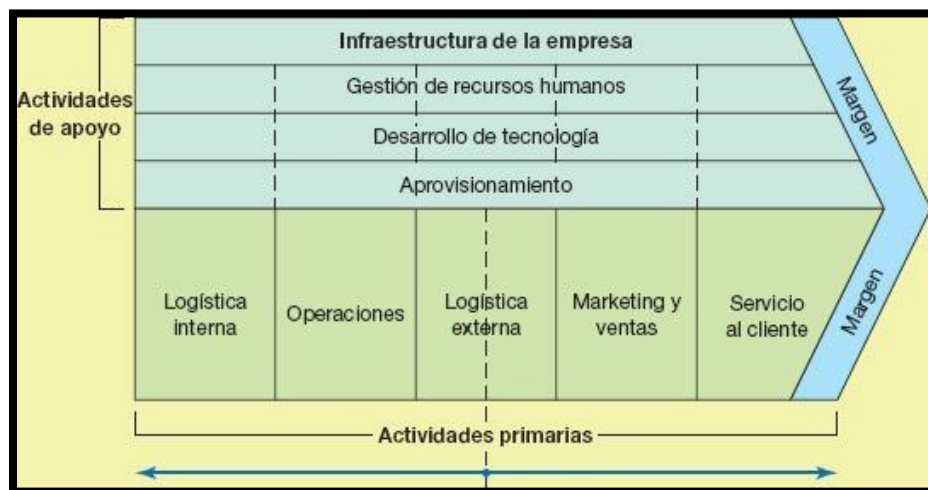 Infraestructura de la empresa
Gestión de recursos humanos
Actividades
de apoyo
Desarrollo de tecnología
Aprovisionamiento
Margen
Logística
interna
Operaciones
Logística
externa
Marketing y
ventas
Servicio
al cliente
Margen
Actividades primarias